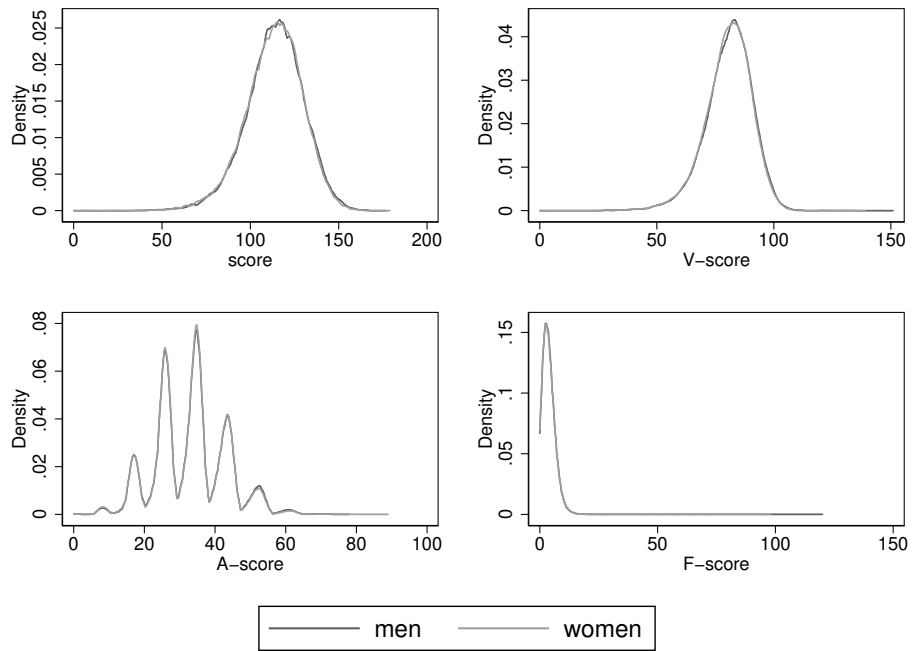 Density
0 .005 .01 .015 .02 .025
0 50 100 150 200
score
Density
0 .01 .02 .03 .04
0 50 100 150
V−score
Density
0 .02 .04 .06 .08
0 20 40 60 80 100
A−score
Density
0 .05 .1 .15
0 50 100 150
F−score
men women